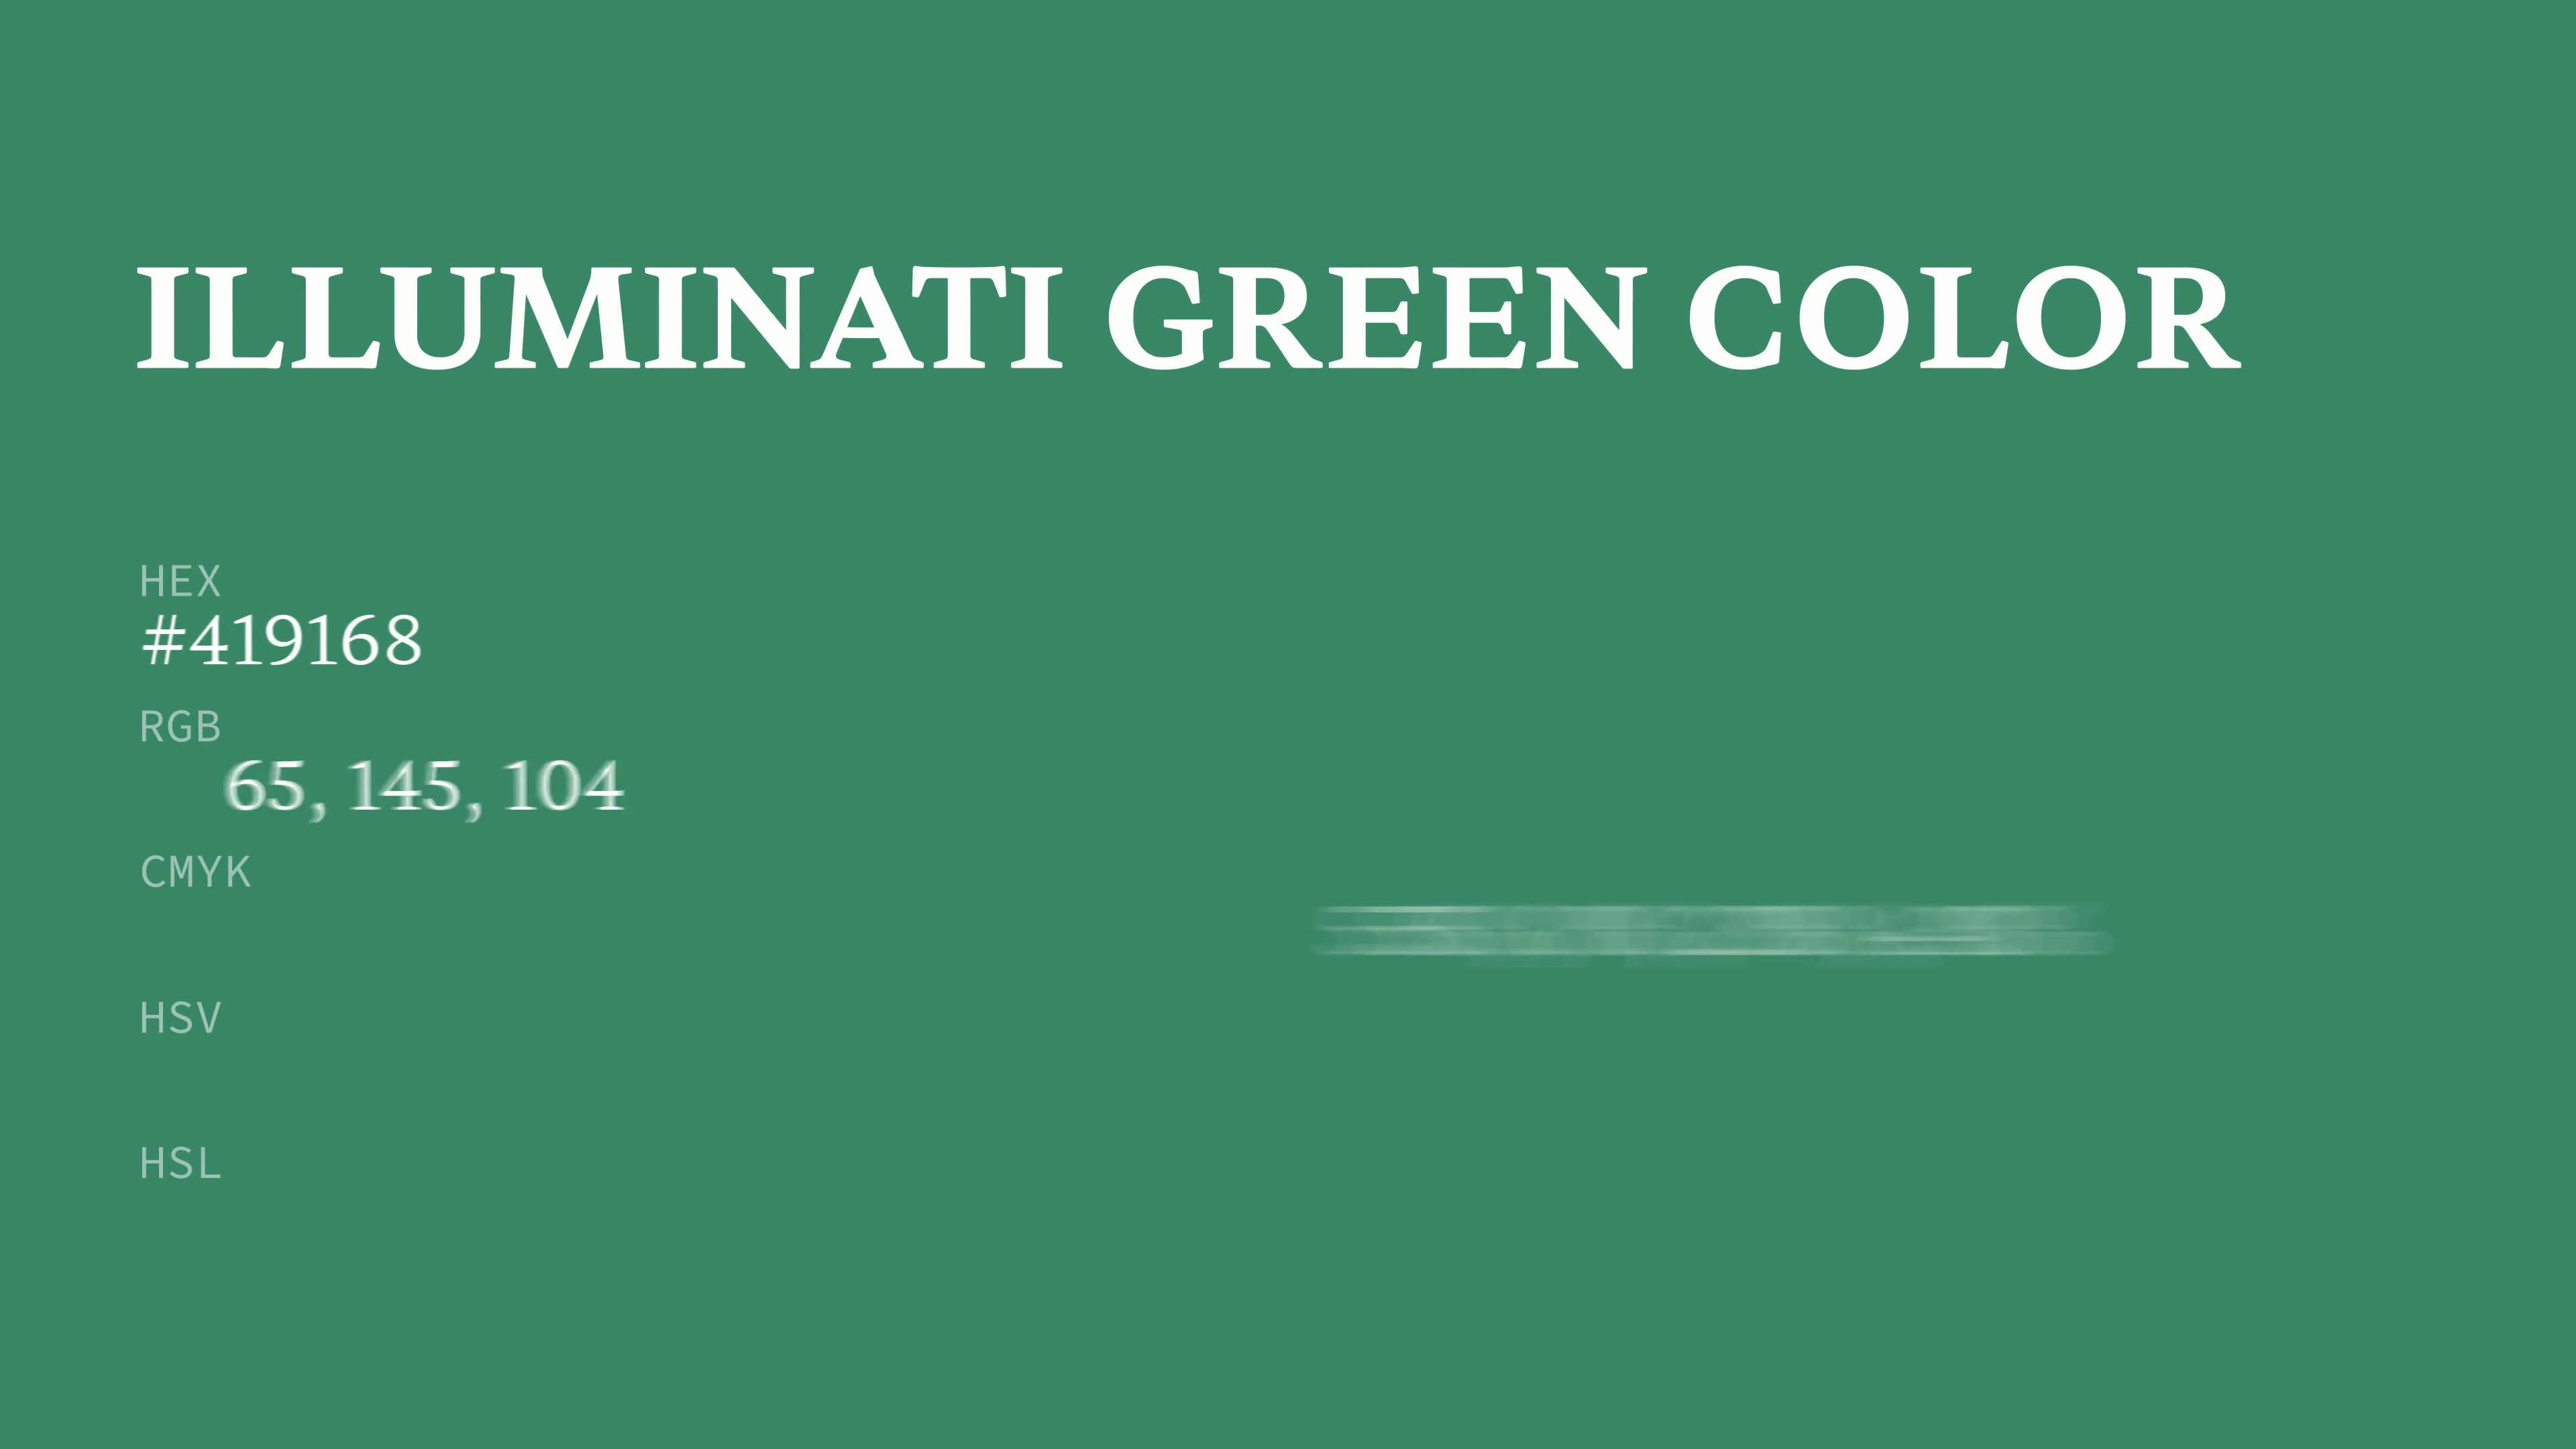 ILLUMINATI GREEN COLOR
HEX
#419168
RGB
65, 145, 104
CMYK
HSV
HSL